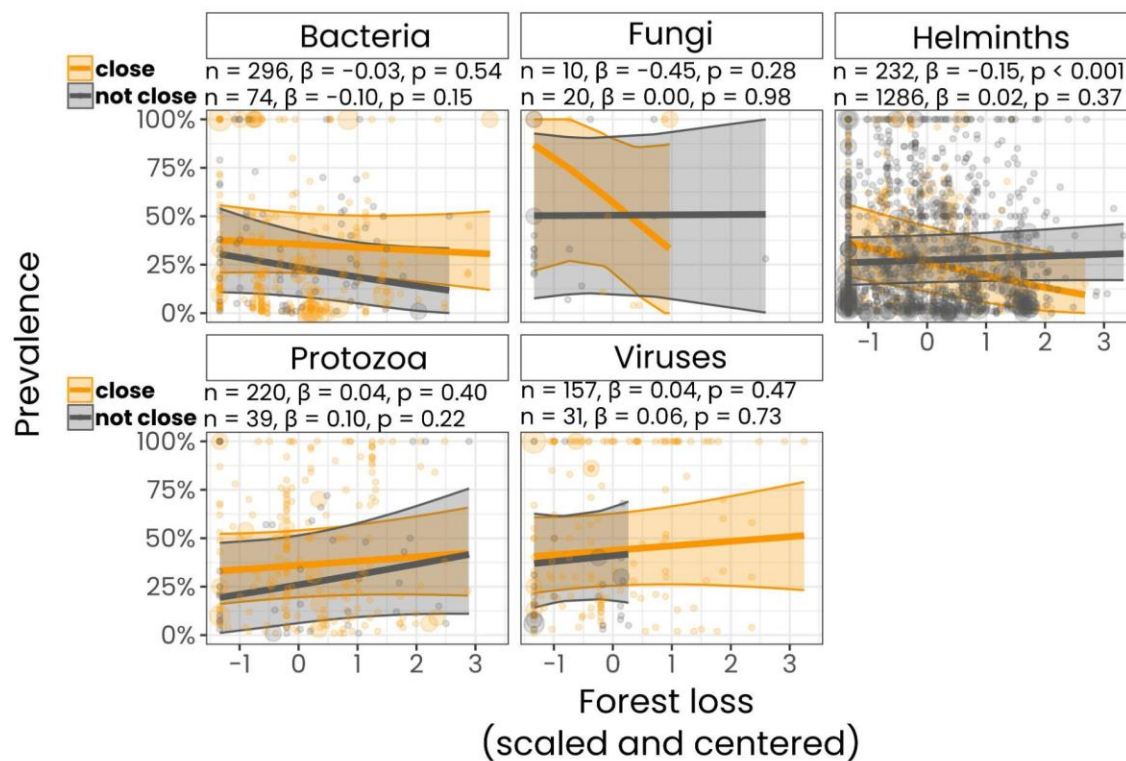 Bacteria
Fungi
Helminths
close
not close
n = 296, β = −0.03, p = 0.54
n = 74, β = −0.10, p = 0.15
n = 10, β = −0.45, p = 0.28
n = 20, β = 0.00, p = 0.98
n = 232, β = −0.15, p < 0.001
n = 1286, β = 0.02, p = 0.37
100%
75%
50%
25%
0%
−1 0 1 2 3
Prevalence
Protozoa
Viruses
close
not close
n = 220, β = 0.04, p = 0.40
n = 39, β = 0.10, p = 0.22
n = 157, β = 0.04, p = 0.47
n = 31, β = 0.06, p = 0.73
100%
75%
50%
25%
0%
−1 0 1 2 3
−1 0 1 2 3
Forest loss
(scaled and centered)